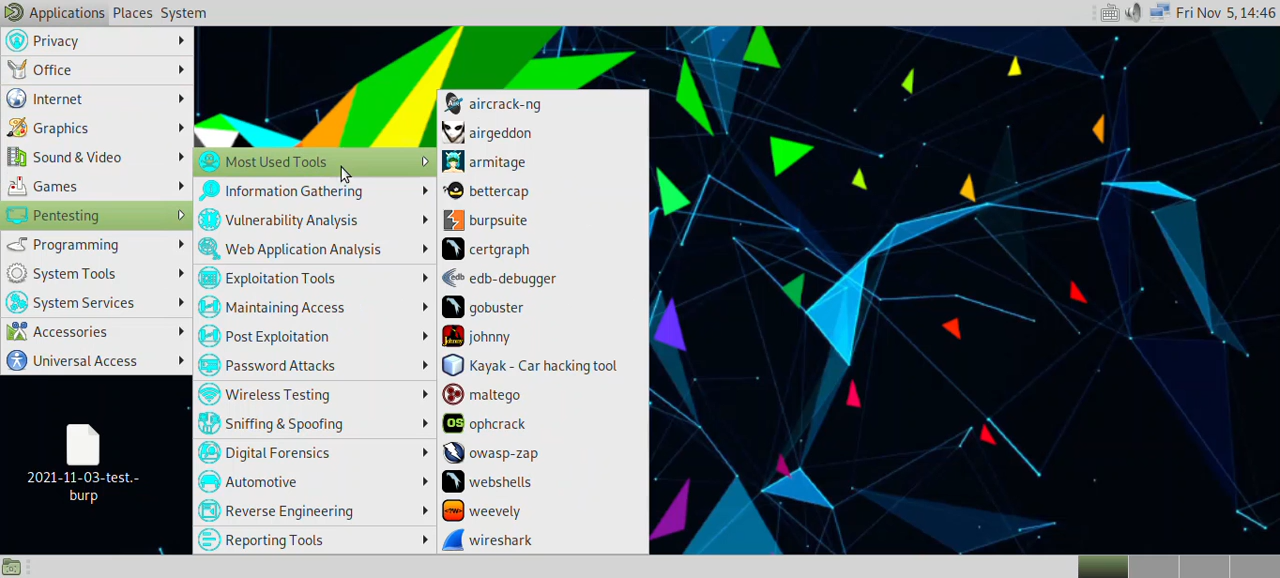 Applications Places System
Fri Nov 5, 14:46
Privacy
Office
Internet
Graphics
Sound & Video
Games
Pentesting
Programming
System Tools
System Services
Accessories
Universal Access
Most Used Tools
Information Gathering
Vulnerability Analysis
Web Application Analysis
Exploitation Tools
Maintaining Access
Post Exploitation
Password Attacks
Wireless Testing
Sniffing & Spoofing
Digital Forensics
Automotive
Reverse Engineering
Reporting Tools
aircrack-ng
airgeddon
armitage
bettercap
burpsuite
certgraph
edb-debugger
gobuster
johnny
Kayak - Car hacking tool
maltego
ophcrack
owasp-zap
webshells
weevely
wireshark
2021-11-03-test.-
burp